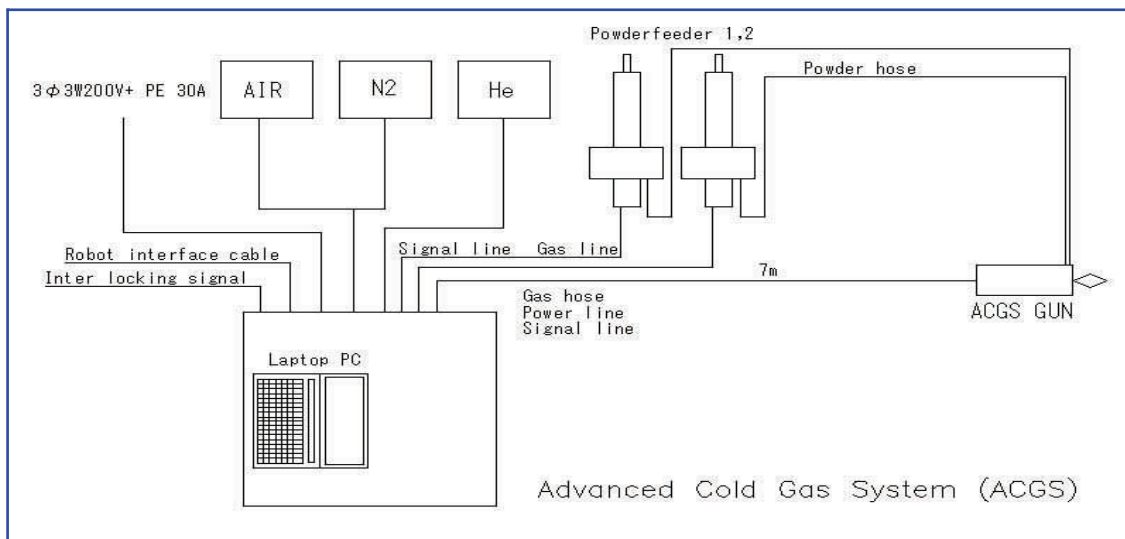 Powderfeeder 1,2
Powder hose
3φ3W200V+ PE 30A
AIR
N2
He
Robot interface cable
Inter locking signal
Signal line Gas line
7m
Gas hose
Power line
Signal line
ACGS GUN
Laptop PC
Advanced Cold Gas System (ACGS)